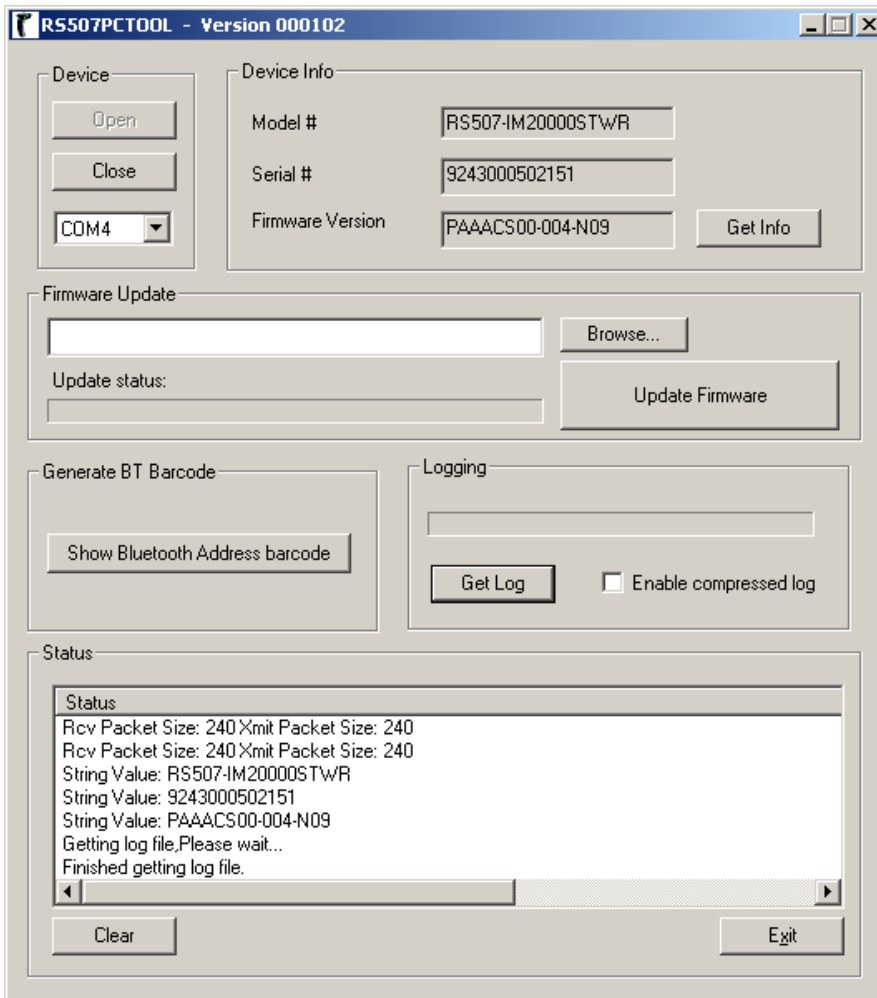 RS507PCTOOL - Version 000102
Device
Open
Close
COM4
Device Info
Model #
RS507-IM20000STWR
Serial #
9243000502151
Firmware Version
PAAACS00-004-N09
Get Info
Firmware Update
Browse...
Update status:
Update Firmware
Generate BT Barcode
Show Bluetooth Address barcode
Logging
Get Log
Enable compressed log
Status
Status
Rcv Packet Size: 240 Xmit Packet Size: 240
Rcv Packet Size: 240 Xmit Packet Size: 240
String Value: RS507-IM20000STWR
String Value: 9243000502151
String Value: PAAACS00-004-N09
Getting log file,Please wait...
Finished getting log file.
Clear
Exit